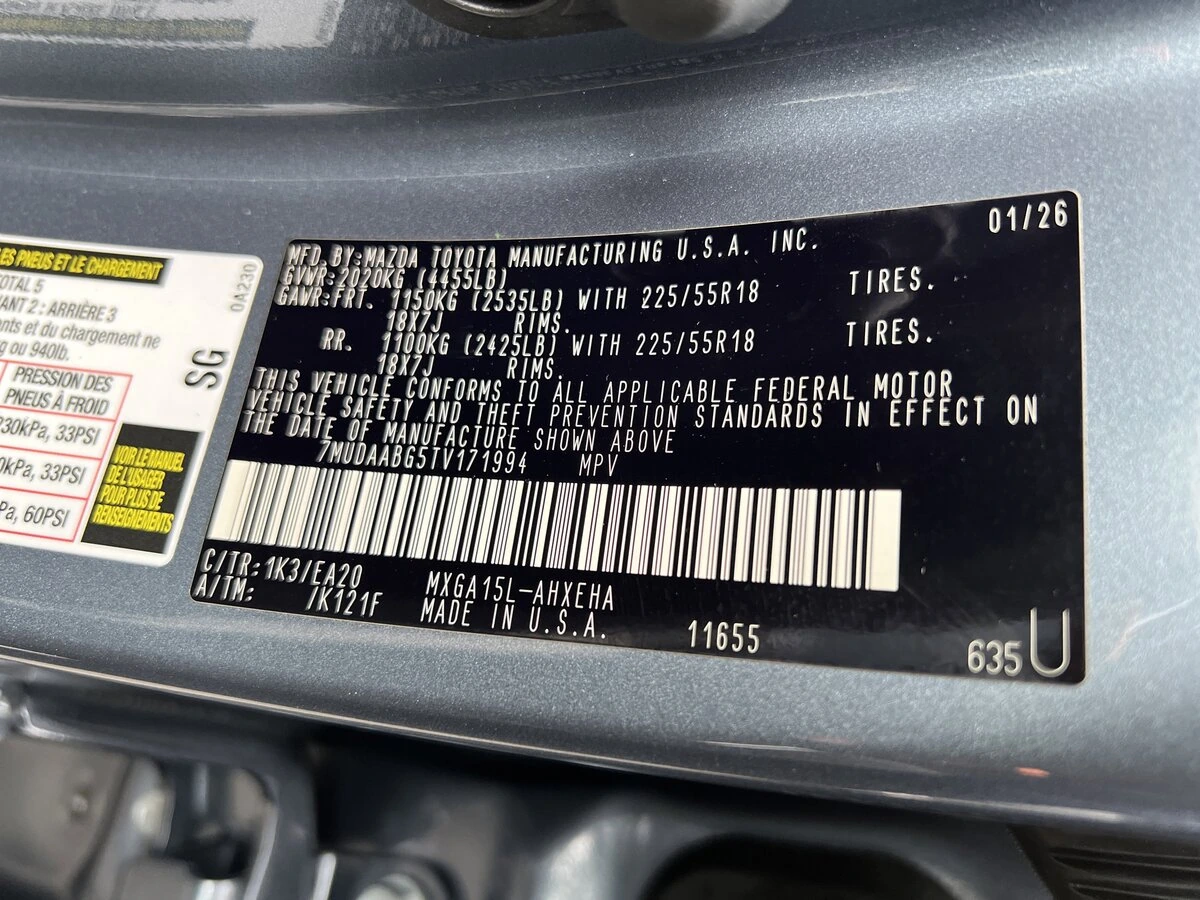 LES PNEUS ET LE CHARGEMENT
TOTAL 5
ANT 2 : ARRIÈRE 3
ents et du chargement ne
g ou 940lb.
PRESSION DES
PNEUS À FROID
230kPa, 33PSI
0kPa, 33PSI
Pa, 60PSI
VOIR LE MANUEL
DE L'USAGER
POUR PLUS DE
RENSEIGNEMENTS
0A230
SG
01/26
MFD. BY: MAZDA TOYOTA MANUFACTURING U.S.A. INC.
GVWR: 2020KG (4455LB)
GAWR: FRT. 1150KG (2535LB) WITH 225/55R18 TIRES.
18X7J RIMS.
RR. 1100KG (2425LB) WITH 225/55R18 TIRES.
18X7J RIMS.
THIS VEHICLE CONFORMS TO ALL APPLICABLE FEDERAL MOTOR
VEHICLE SAFETY AND THEFT PREVENTION STANDARDS IN EFFECT ON
THE DATE OF MANUFACTURE SHOWN ABOVE
7MUDAABG5TV171994 MPV
C/TR: 1K3/EA20 MXGA15L-AHXEHA
A/TM: /K121F MADE IN U.S.A. 11655
635 U